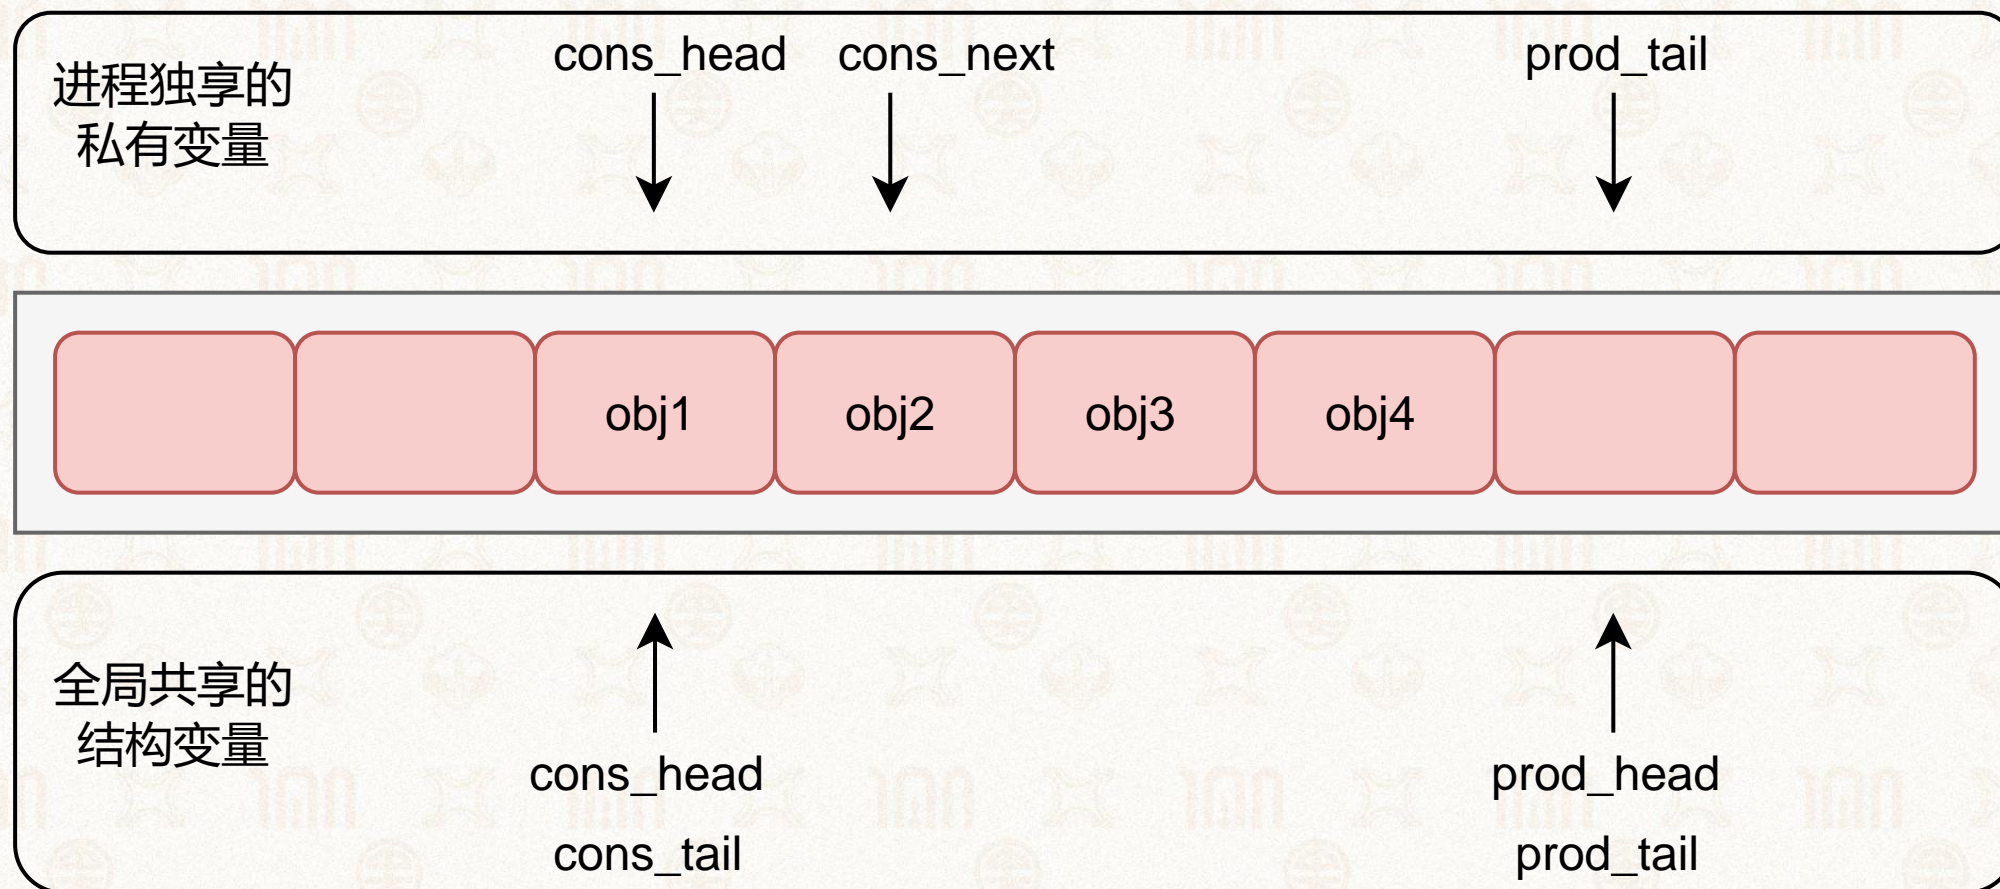 进程独享的
私有变量
cons_head cons_next prod_tail
obj1 obj2 obj3 obj4
全局共享的
结构变量
cons_head prod_head
cons_tail prod_tail